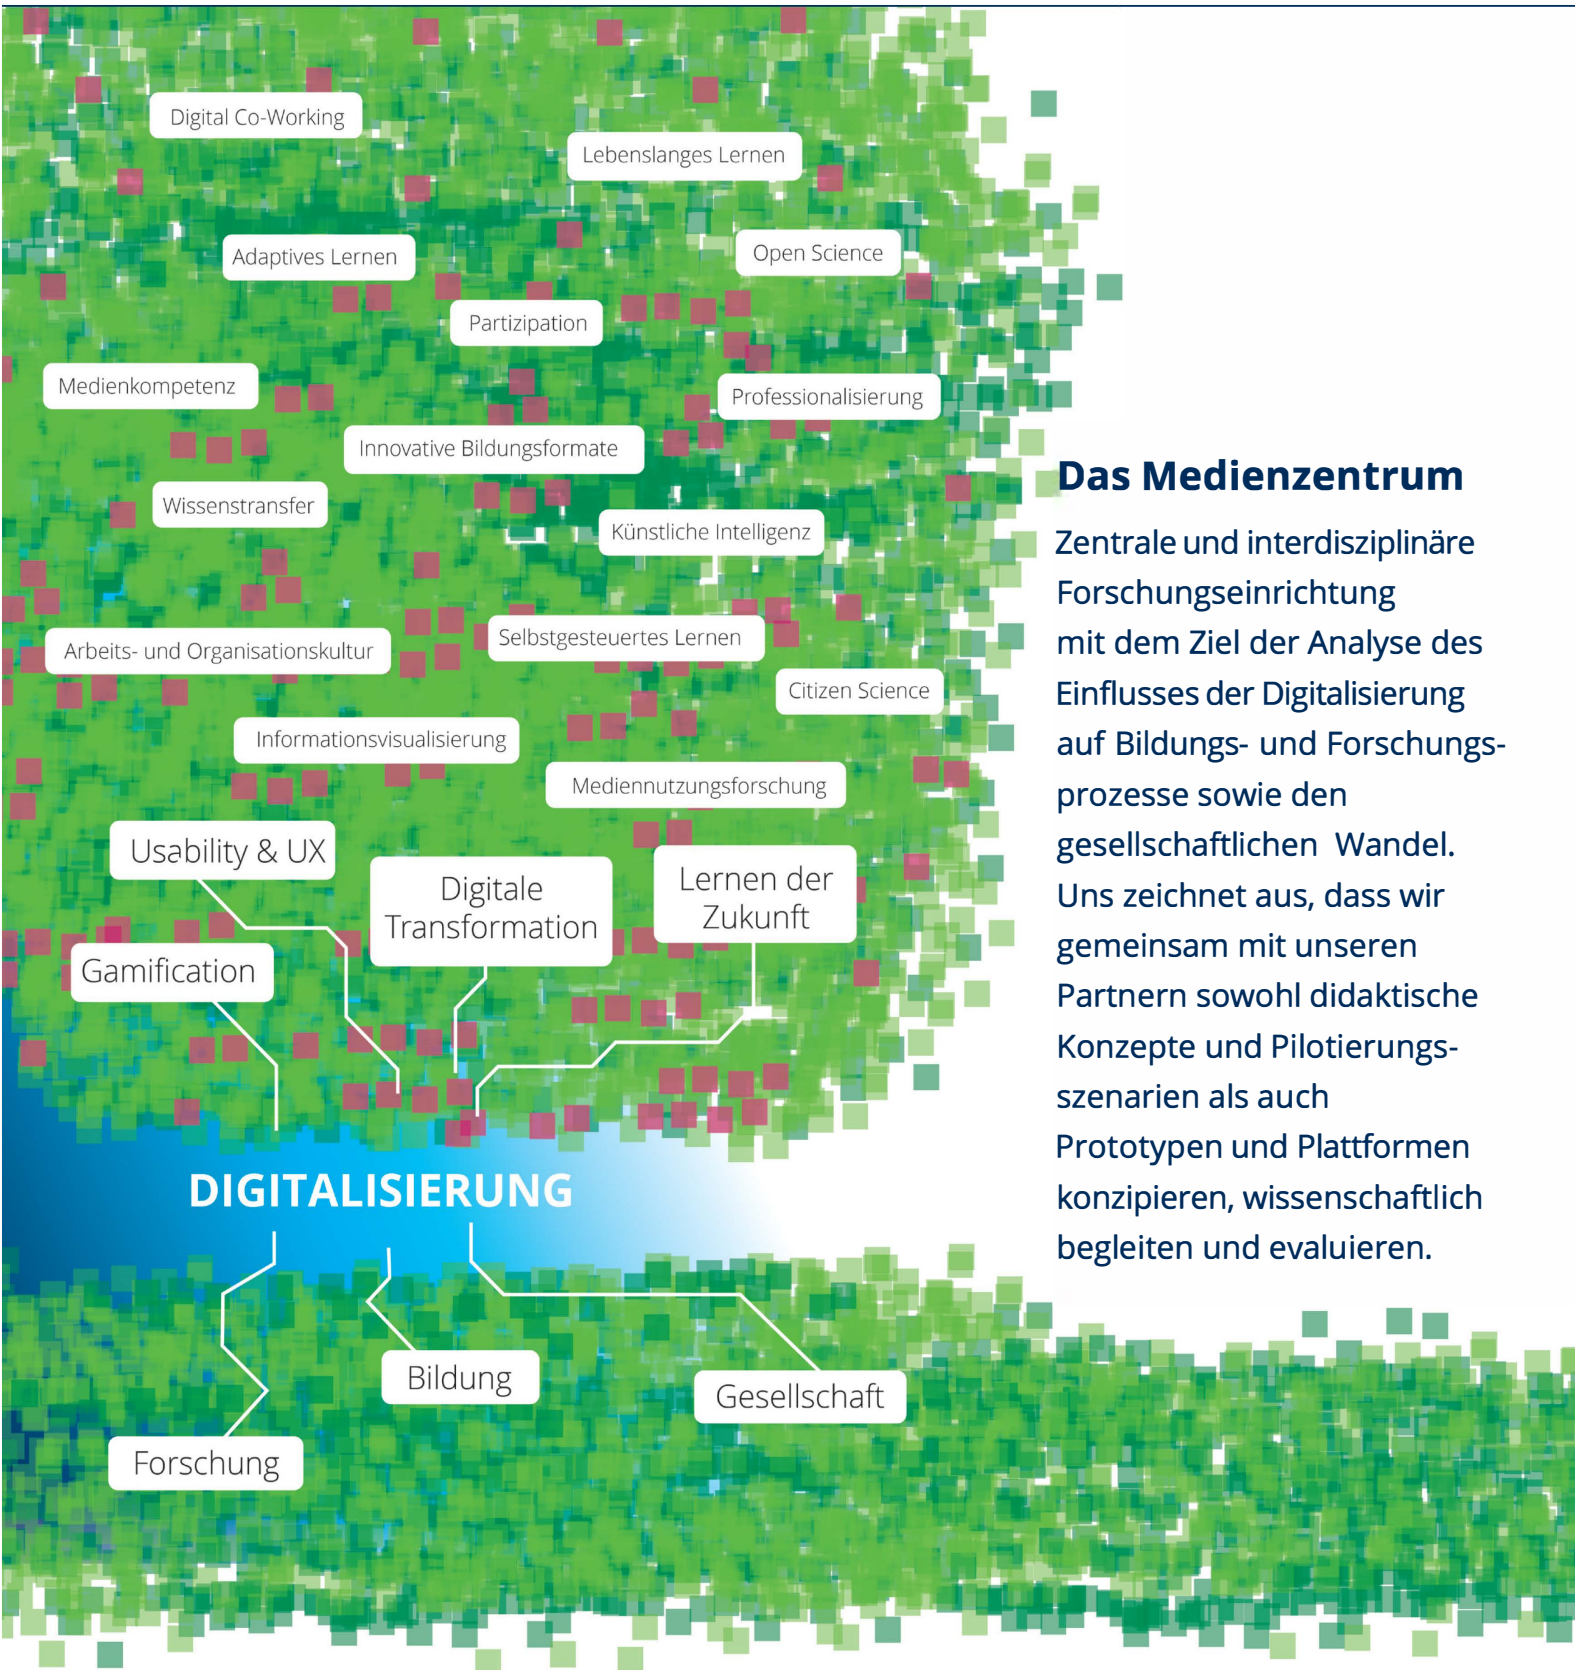 Digital Co-Working
Lebenslanges Lernen
Adaptives Lernen
Open Science
Partizipation
Medienkompetenz
Professionalisierung
Innovative Bildungsformate
Wissenstransfer
Künstliche Intelligenz
Arbeits- und Organisationskultur
Selbstgesteuertes Lernen
Citizen Science
Informationsvisualisierung
Mediennutzungsforschung
Usability & UX
Digitale
Transformation
Lernen der
Zukunft
Gamification
DIGITALISIERUNG
Bildung
Gesellschaft
Forschung
Das Medienzentrum
Zentrale und interdisziplinäre
Forschungseinrichtung
mit dem Ziel der Analyse des
Einflusses der Digitalisierung
auf Bildungs- und Forschungs-
prozesse sowie den
gesellschaftlichen Wandel.
Uns zeichnet aus, dass wir
gemeinsam mit unseren
Partnern sowohl didaktische
Konzepte und Pilotierungs-
szenarien als auch
Prototypen und Plattformen
konzipieren, wissenschaftlich
begleiten und evaluieren.